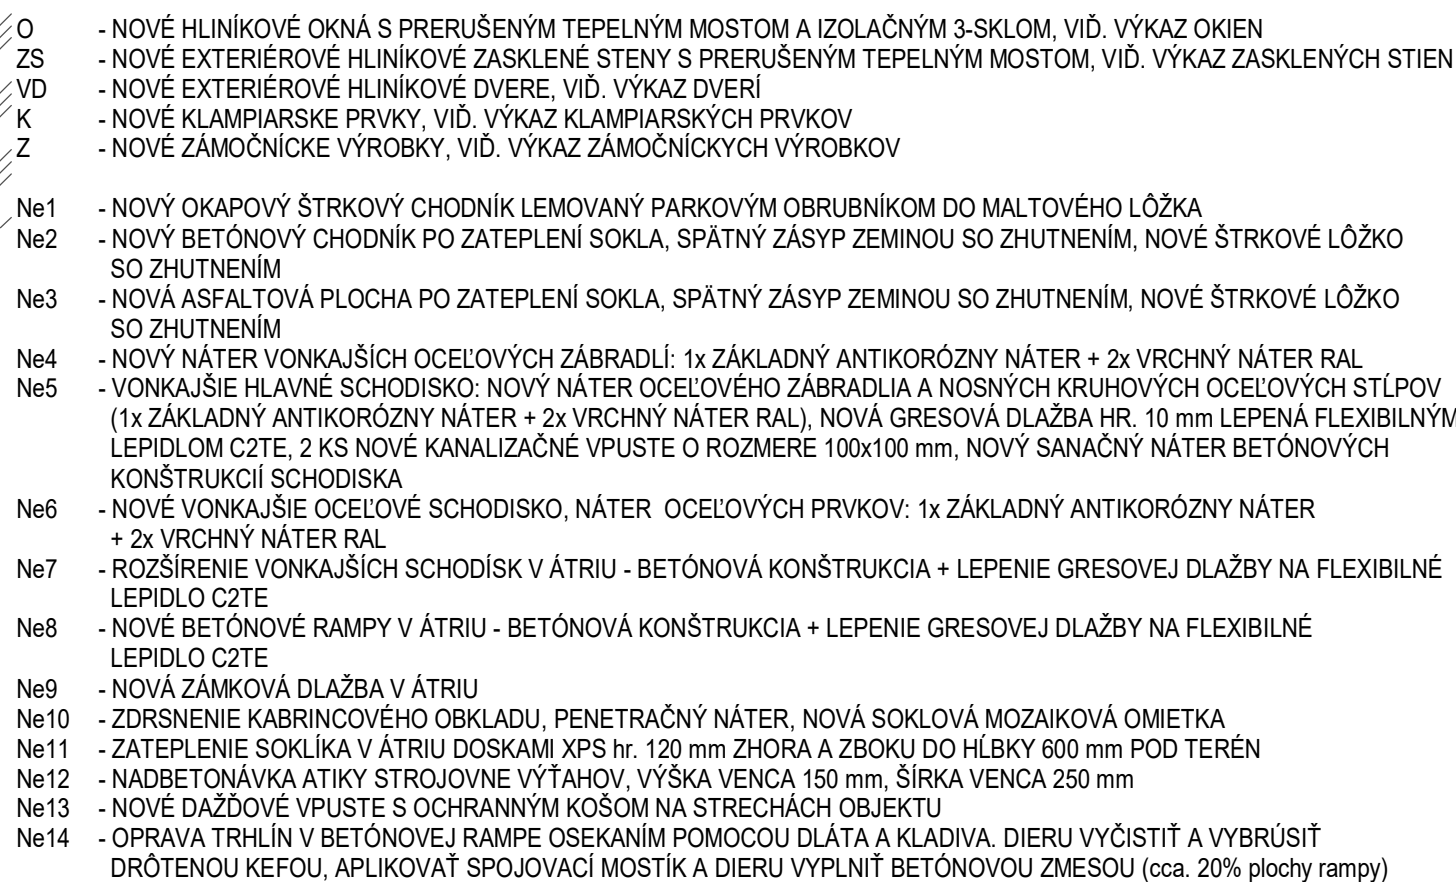 O - NOVÉ HLINÍKOVÉ OKNÁ S PRERUŠENÝM TEPELNÝM MOSTOM A IZOLAČNÝM 3-SKLOM, VIĎ. VÝKAZ OKIEN
ZS - NOVÉ EXTERIÉROVÉ HLINÍKOVÉ ZASKLENÉ STENY S PRERUŠENÝM TEPELNÝM MOSTOM, VIĎ. VÝKAZ ZASKLENÝCH STIEN
VD - NOVÉ EXTERIÉROVÉ HLINÍKOVÉ DVERE, VIĎ. VÝKAZ DVERÍ
K - NOVÉ KLAMPIARSKE PRVKY, VIĎ. VÝKAZ KLAMPIARSKÝCH PRVKOV
Z - NOVÉ ZÁMOČNÍCKE VÝROBKY, VIĎ. VÝKAZ ZÁMOČNÍCKYCH VÝROBKOV
Ne1 - NOVÝ OKAPOVÝ ŠTRKOVÝ CHODNÍK LEMOVANÝ PARKOVÝM OBRUBNÍKOM DO MALTOVÉHO LÔŽKA
Ne2 - NOVÝ BETÓNOVÝ CHODNÍK PO ZATEPLENÍ SOKLA, SPÄTNÝ ZÁSYP ZEMINOU SO ZHUTNENÍM, NOVÉ ŠTRKOVÉ LÔŽKO
SO ZHUTNENÍM
Ne3 - NOVÁ ASFALTOVÁ PLOCHA PO ZATEPLENÍ SOKLA, SPÄTNÝ ZÁSYP ZEMINOU SO ZHUTNENÍM, NOVÉ ŠTRKOVÉ LÔŽKO
SO ZHUTNENÍM
Ne4 - NOVÝ NÁTER VONKAJŠÍCH OCEĽOVÝCH ZÁBRADLÍ: 1x ZÁKLADNÝ ANTIKORÓZNY NÁTER + 2x VRCHNÝ NÁTER RAL
Ne5 - VONKAJŠIE HLAVNÉ SCHODISKO: NOVÝ NÁTER OCEĽOVÉHO ZÁBRADLIA A NOSNÝCH KRUHOVÝCH OCEĽOVÝCH STĹPOV
(1x ZÁKLADNÝ ANTIKORÓZNY NÁTER + 2x VRCHNÝ NÁTER RAL), NOVÁ GRESOVÁ DLAŽBA HR. 10 mm LEPENÁ FLEXIBILNÝM
LEPIDLOM C2TE, 2 KS NOVÉ KANALIZAČNÉ VPUSTE O ROZMERE 100x100 mm, NOVÝ SANAČNÝ NÁTER BETÓNOVÝCH
KONŠTRUKCIÍ SCHODISKA
Ne6 - NOVÉ VONKAJŠIE OCEĽOVÉ SCHODISKO, NÁTER OCEĽOVÝCH PRVKOV: 1x ZÁKLADNÝ ANTIKORÓZNY NÁTER
+ 2x VRCHNÝ NÁTER RAL
Ne7 - ROZŠÍRENIE VONKAJŠÍCH SCHODÍSK V ÁTRIU - BETÓNOVÁ KONŠTRUKCIA + LEPENIE GRESOVEJ DLAŽBY NA FLEXIBILNÉ
LEPIDLO C2TE
Ne8 - NOVÉ BETÓNOVÉ RAMPY V ÁTRIU - BETÓNOVÁ KONŠTRUKCIA + LEPENIE GRESOVEJ DLAŽBY NA FLEXIBILNÉ
LEPIDLO C2TE
Ne9 - NOVÁ ZÁMKOVÁ DLAŽBA V ÁTRIU
Ne10 - ZDRSNENIE KABRINCOVÉHO OBKLADU, PENETRAČNÝ NÁTER, NOVÁ SOKLOVÁ MOZAIKOVÁ OMIETKA
Ne11 - ZATEPLENIE SOKLÍKA V ÁTRIU DOSKAMI XPS hr. 120 mm ZHORA A ZBOKU DO HĹBKY 600 mm POD TERÉN
Ne12 - NADBETONÁVKA ATIKY STROJOVNE VÝŤAHOV, VÝŠKA VENCA 150 mm, ŠÍRKA VENCA 250 mm
Ne13 - NOVÉ DAŽĎOVÉ VPUSTE S OCHRANNÝM KOŠOM NA STRECHÁCH OBJEKTU
Ne14 - OPRAVA TRHLÍN V BETÓNOVEJ RAMPE OSEKANÍM POMOCOU DLÁTA A KLADIVA. DIERU VYČISTIŤ A VYBRÚSIŤ
DRÔTENOU KEFOU, APLIKOVAŤ SPOJOVACÍ MOSTÍK A DIERU VYPLNIŤ BETÓNOVOU ZMESOU (cca. 20% plochy rampy)